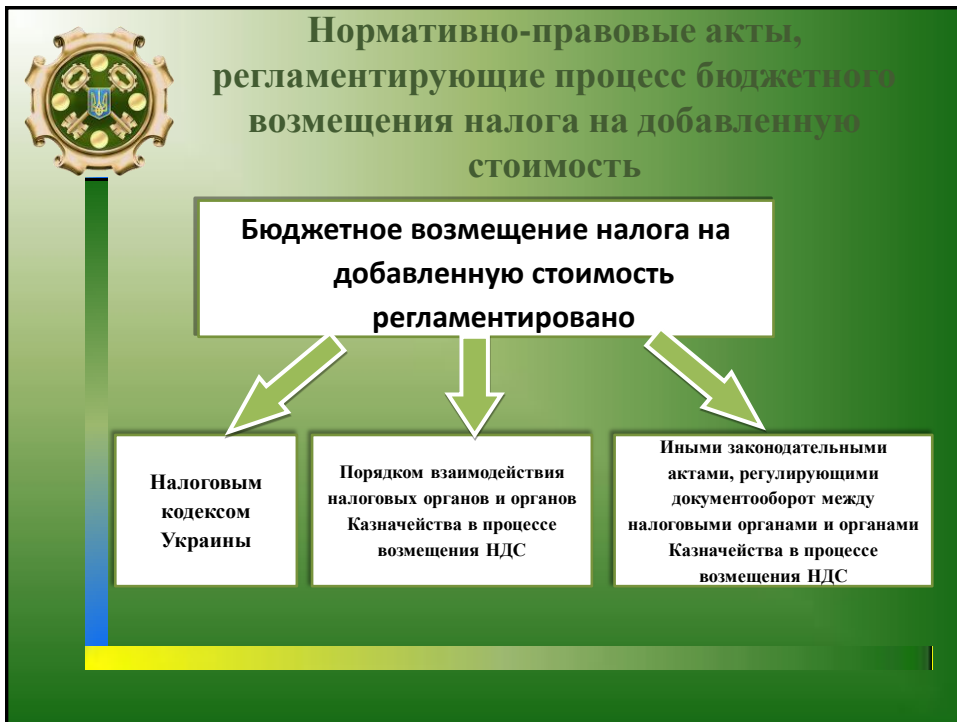 Нормативно-правовые акты,
регламентирующие процесс бюджетного
возмещения налога на добавленную
стоимость
Бюджетное возмещение налога на
добавленную стоимость
регламентировано
Налоговым
кодексом
Украины
Порядком взаимодействия
налоговых органов и органов
Казначейства в процессе
возмещения НДС
Иными законодательными
актами, регулирующими
документооборот между
налоговыми органами и органами
Казначейства в процессе
возмещения НДС